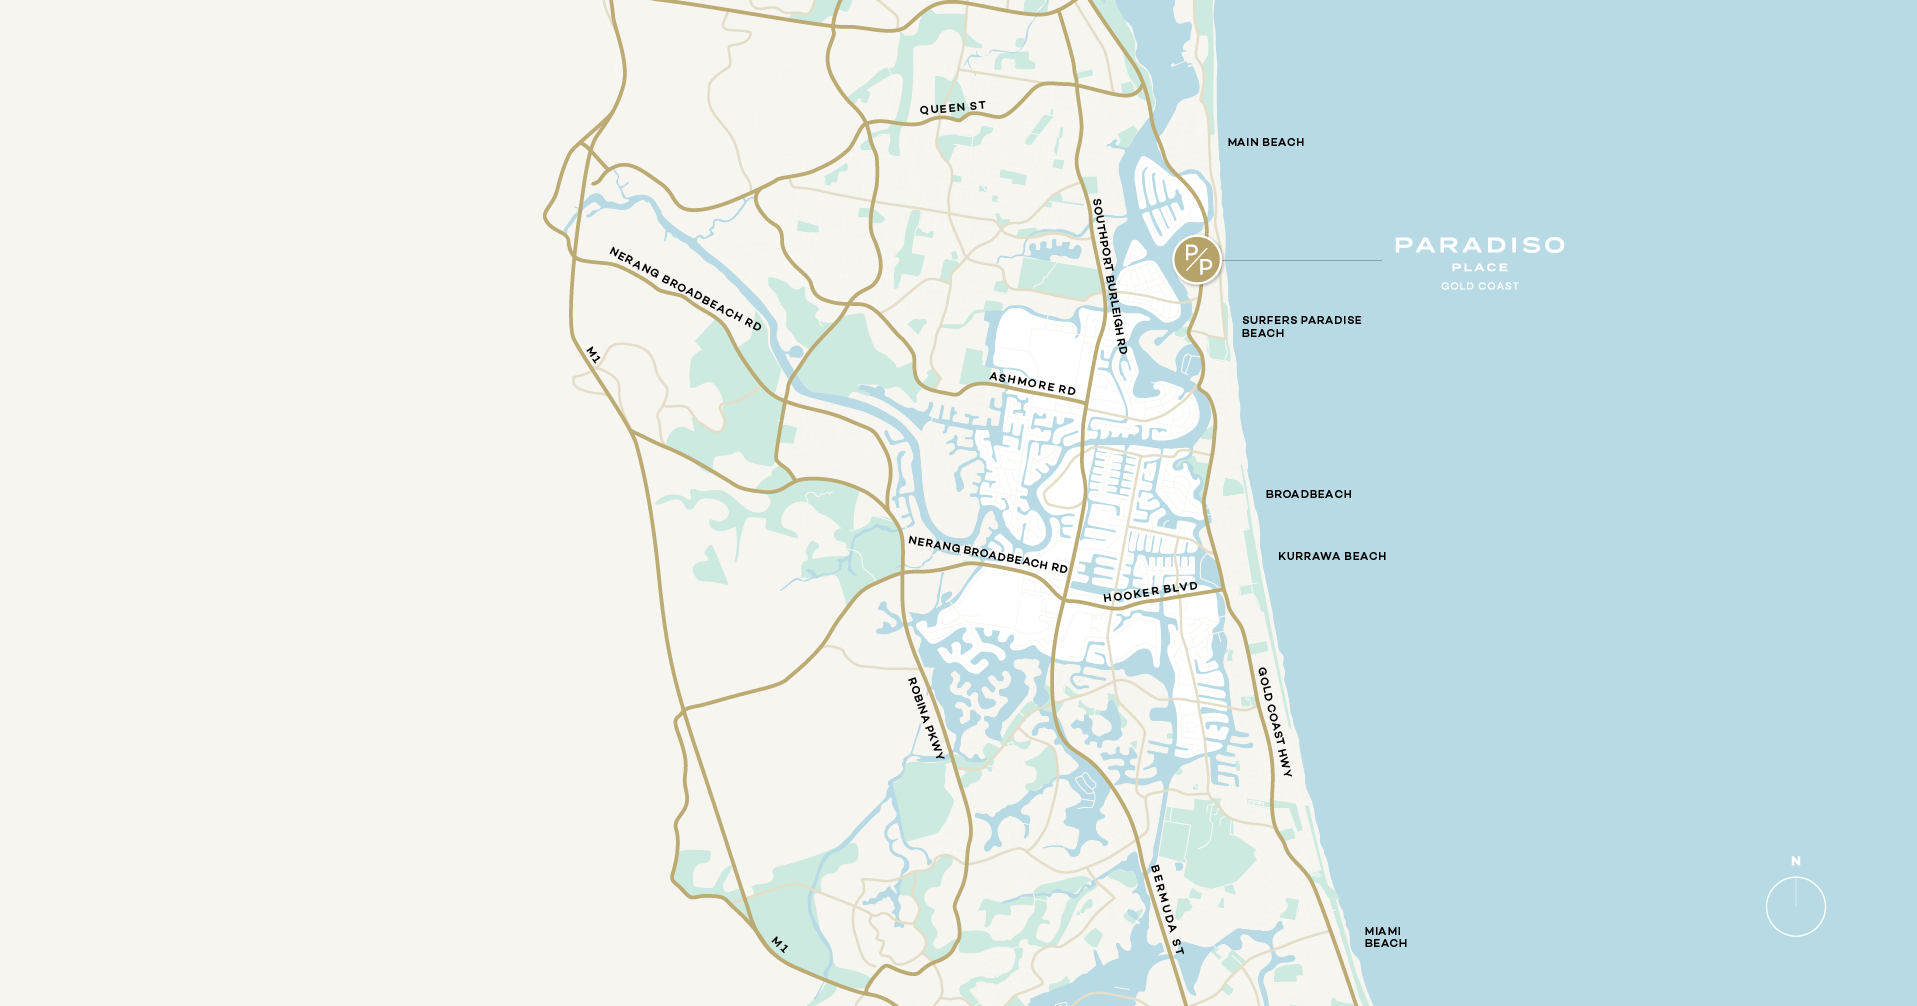 QUEEN ST
MAIN BEACH
SOUTHPORT BURLEIGH RD
P/P
PARADISO
PLACE
GOLD COAST
NERANG BROADBEACH RD
SURFERS PARADISE
BEACH
M1
ASHMORE RD
BROADBEACH
NERANG BROADBEACH RD
KURRAWA BEACH
HOOKER BLVD
ROBINA PKWY
GOLD COAST HWY
N
BERMUDA ST
M1
MIAMI
BEACH